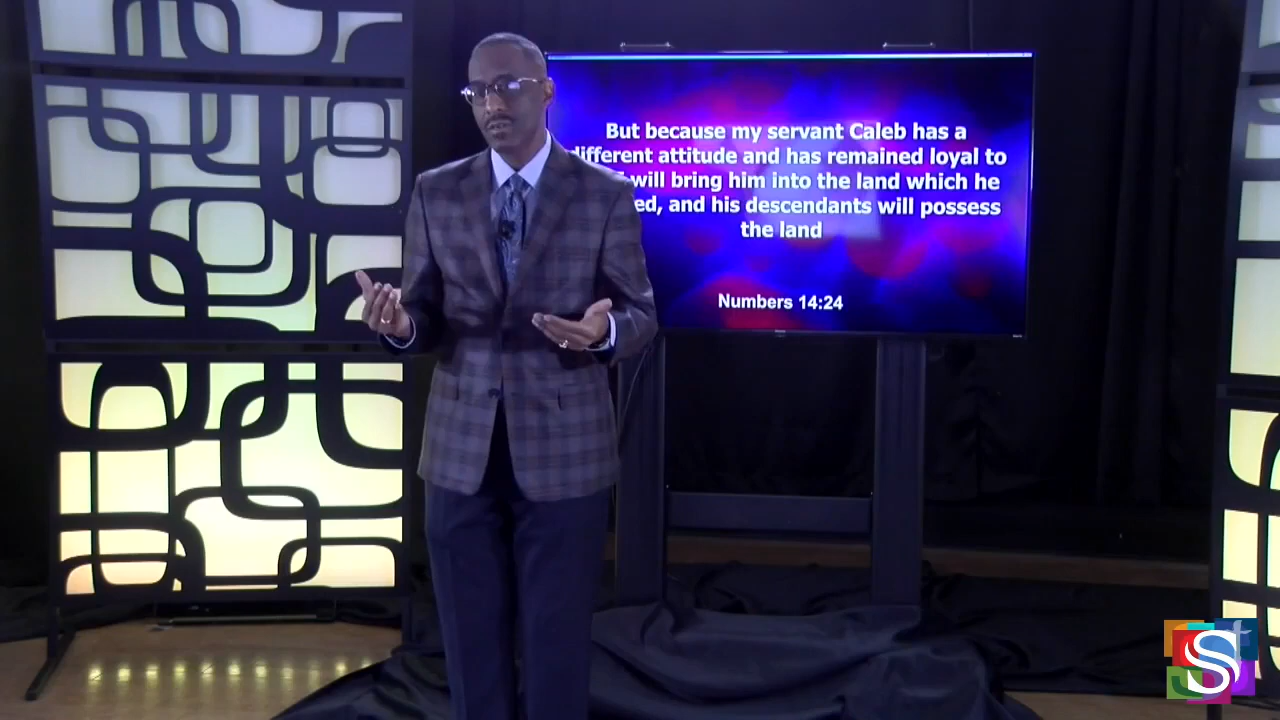 But because my servant Caleb has a
different attitude and has remained loyal to
will bring him into the land which he
ed, and his descendants will possess
the land
Numbers 14:24
S